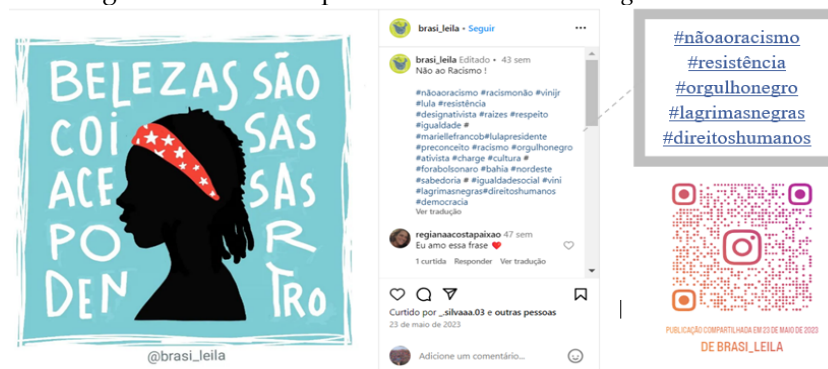 BELEZAS SÃO
COI SAS
ACE SAS
PO R
DEN TRO
@brasi_leila
brasi_leila • Seguir
brasi_leila Editado • 43 sem
Não ao Racismo !
#nãoaoracismo #racismonão #vinijr
#lula #resistência
#designativista #raizes #respeito
#igualdade #
#mariellefrancob#lulapresidente
#preconceito #racismo #orgulhonegro
#ativista #charge #cultura #
#forabolsonaro #bahia #nordeste
#sabedoria # #igualdadesocial #vini
#lagrimasnegras#direitoshumanos
#democracia
Ver tradução
regianaacostapaixao 47 sem
Eu amo essa frase ❤
1 curtida Responder Ver tradução
Curtido por _.silvaaa.03 e outras pessoas
23 de maio de 2023
Adicione um comentário...
#nãoaoracismo
#resistência
#orgulhonegro
#lagrimasnegras
#direitoshumanos
PUBLICAÇÃO COMPARTILHADA EM 23 DE MAIO DE 2023
DE BRASI_LEILA